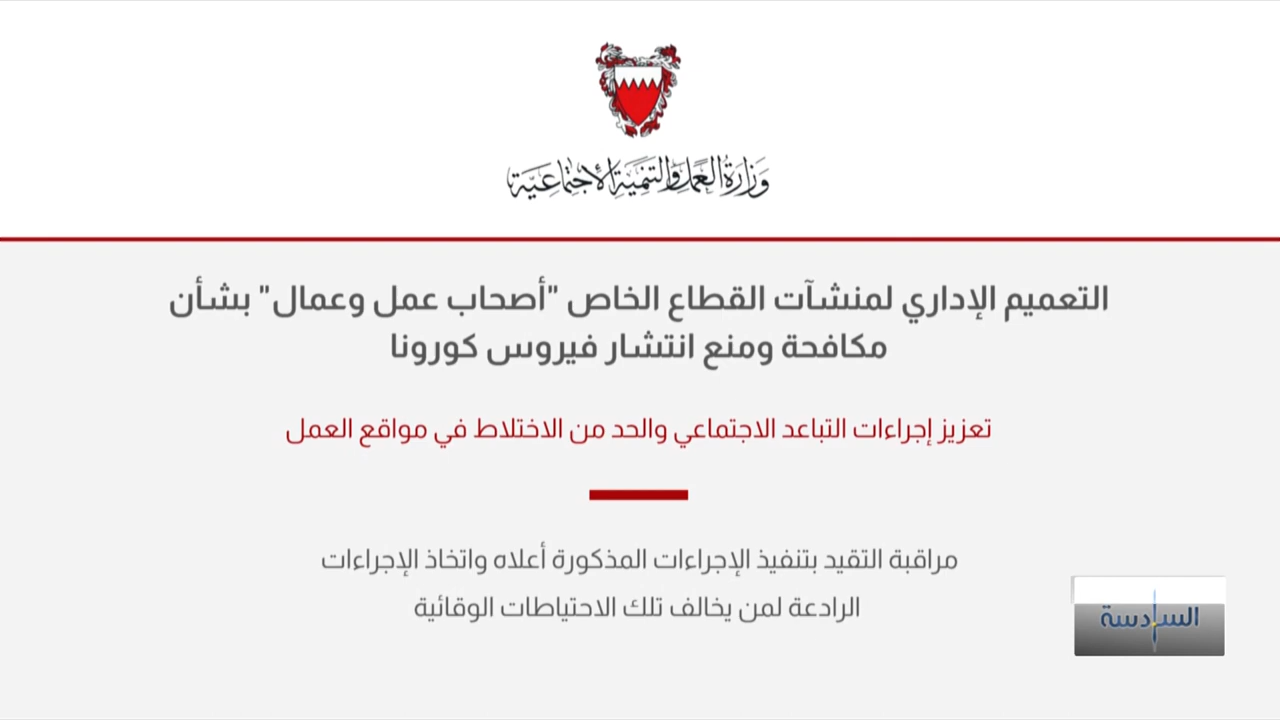 وزارة العمل والتنمية الاجتماعية
التعميم الإداري لمنشآت القطاع الخاص "أصحاب عمل وعمال" بشأن
مكافحة ومنع انتشار فيروس كورونا
تعزيز إجراءات التباعد الاجتماعي والحد من الاختلاط في مواقع العمل
مراقبة التقيد بتنفيذ الإجراءات المذكورة أعلاه واتخاذ الإجراءات
الرادعة لمن يخالف تلك الاحتياطات الوقائية
السادسة